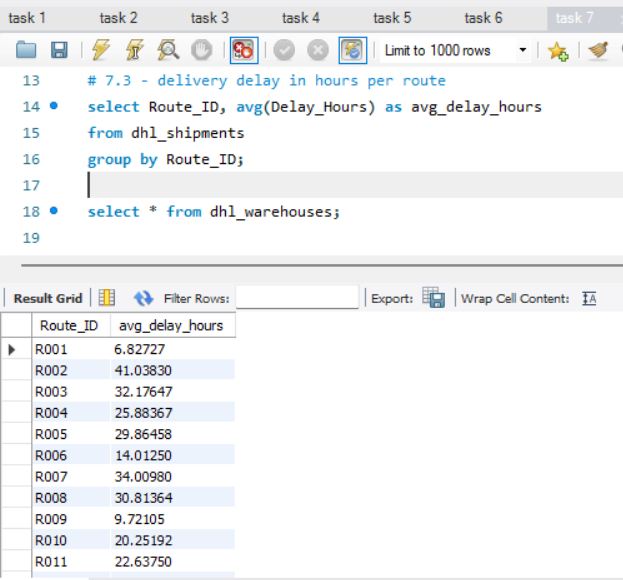 task 1 task 2 task 3 task 4 task 5 task 6 task 7
Limit to 1000 rows
13 # 7.3 - delivery delay in hours per route
14 select Route_ID, avg(Delay_Hours) as avg_delay_hours
15 from dhl_shipments
16 group by Route_ID;
17
18 select * from dhl_warehouses;
19
Result Grid Filter Rows: Export: Wrap Cell Content: IA
Route_ID avg_delay_hours
R001 6.82727
R002 41.03830
R003 32.17647
R004 25.88367
R005 29.86458
R006 14.01250
R007 34.00980
R008 30.81364
R009 9.72105
R010 20.25192
R011 22.63750